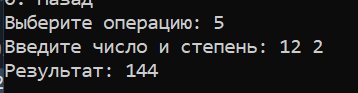 0. Назад
Выберите операцию: 5
Введите число и степень: 12 2
Результат: 144